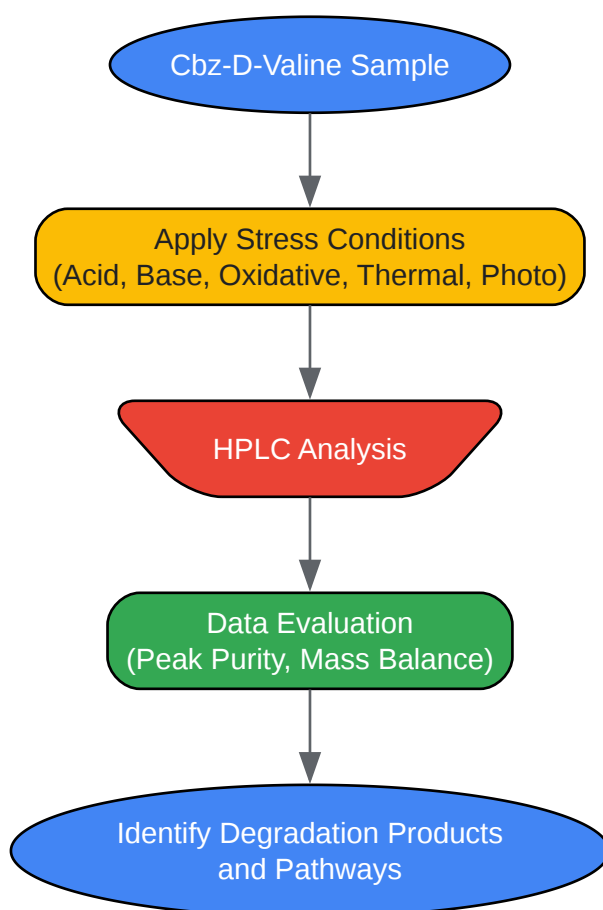 Cbz-D-Valine Sample
Apply Stress Conditions
(Acid, Base, Oxidative, Thermal, Photo)
HPLC Analysis
Data Evaluation
(Peak Purity, Mass Balance)
Identify Degradation Products
and Pathways